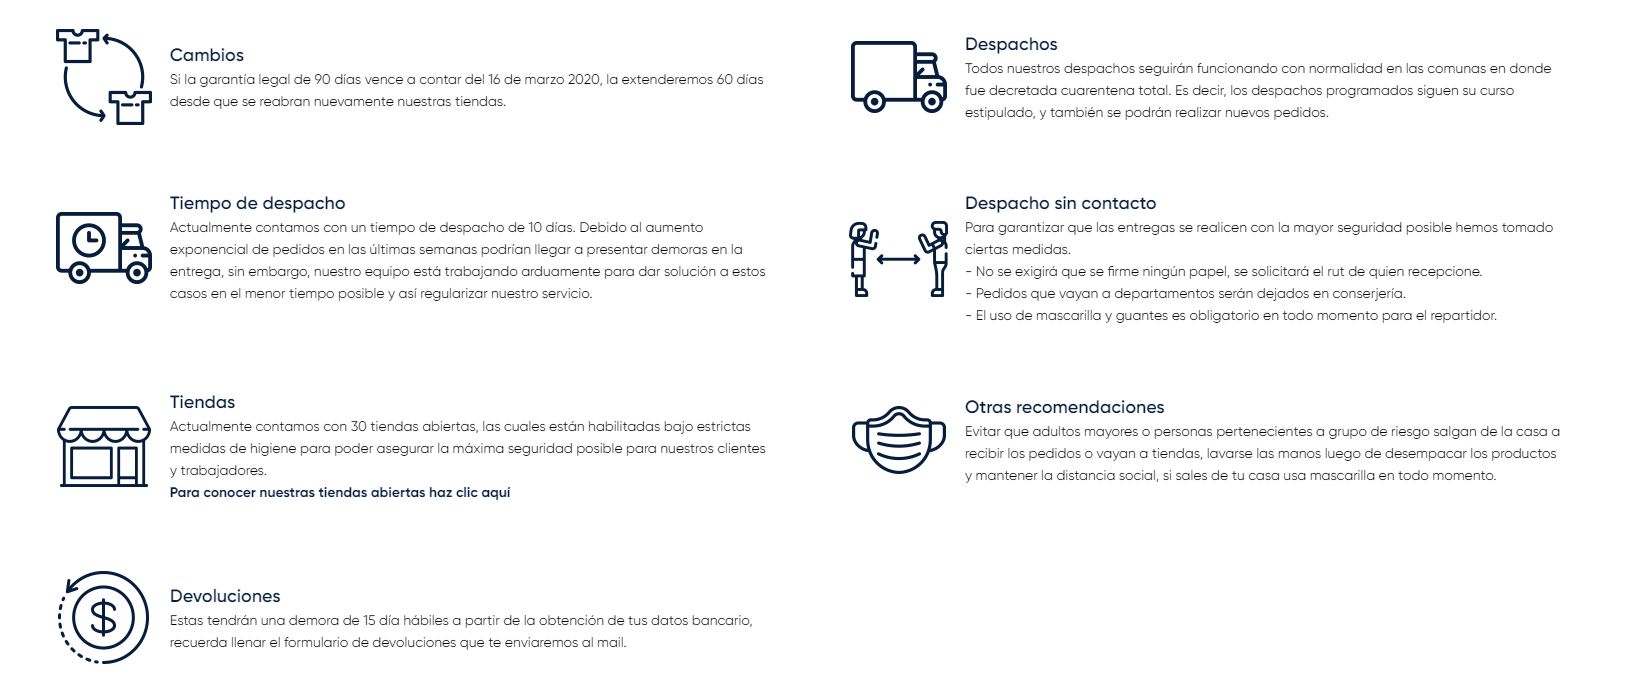 Cambios
Si la garantía legal de 90 días vence a contar del 16 de marzo 2020, la extenderemos 60 días
desde que se reabran nuevamente nuestras tiendas.
Despachos
Todos nuestros despachos seguirán funcionando con normalidad en las comunas en donde
fue decretada cuarentena total. Es decir, los despachos programados siguen su curso
estipulado, y también se podrán realizar nuevos pedidos.
Tiempo de despacho
Actualmente contamos con un tiempo de despacho de 10 días. Debido al aumento
exponencial de pedidos en las últimas semanas podrían llegar a presentar demoras en la
entrega, sin embargo, nuestro equipo está trabajando arduamente para dar solución a estos
casos en el menor tiempo posible y así regularizar nuestro servicio.
Despacho sin contacto
Para garantizar que las entregas se realicen con la mayor seguridad posible hemos tomado
ciertas medidas.
- No se exigirá que se firme ningún papel, se solicitará el rut de quien recepcione.
- Pedidos que vayan a departamentos serán dejados en conserjería.
- El uso de mascarilla y guantes es obligatorio en todo momento para el repartidor.
Tiendas
Actualmente contamos con 30 tiendas abiertas, las cuales están habilitadas bajo estrictas
medidas de higiene para poder asegurar la máxima seguridad posible para nuestros clientes
y trabajadores.
Para conocer nuestras tiendas abiertas haz clic aquí
Otras recomendaciones
Evitar que adultos mayores o personas pertenecientes a grupo de riesgo salgan de la casa a
recibir los pedidos o vayan a tiendas, lavarse las manos luego de desempacar los productos
y mantener la distancia social, si sales de tu casa usa mascarilla en todo momento.
Devoluciones
Estas tendrán una demora de 15 día hábiles a partir de la obtención de tus datos bancario,
recuerda llenar el formulario de devoluciones que te enviaremos al mail.